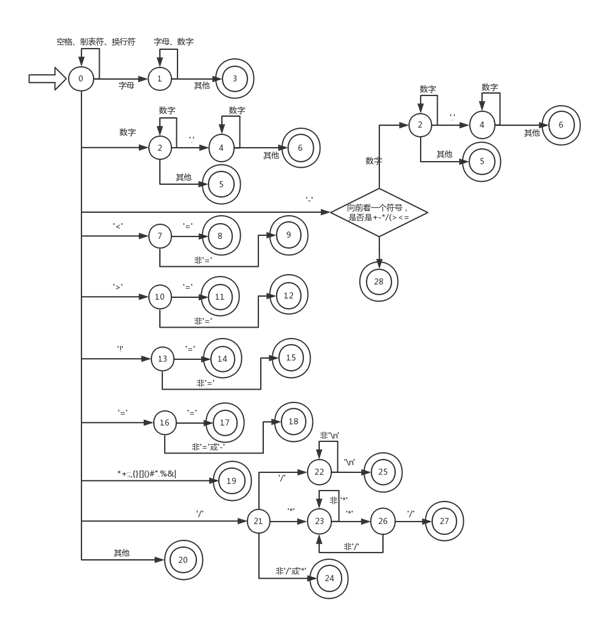 空格、制表符、换行符
字母、数字
0
字母
1
其他
3
数字
数字
数字
2
'.'
4
其他
6
其他
5
数字
数字
2
'.'
4
其他
6
其他
5
数字
'-'
向前看一个符号，
是否是+-*/(><=
28
'<'
7
'='
8
9
非'='
'>'
10
'='
11
12
非'='
'!'
13
'='
14
15
非'='
'='
16
'='
17
18
非'='或'-'
*+:;,(){}[]()#".%&|
19
'/'
21
'/'
非'\n'
22
'\n'
25
'*'
非'*'
23
'*'
26
'/'
27
非'/'
非'/'或'*'
24
其他
20